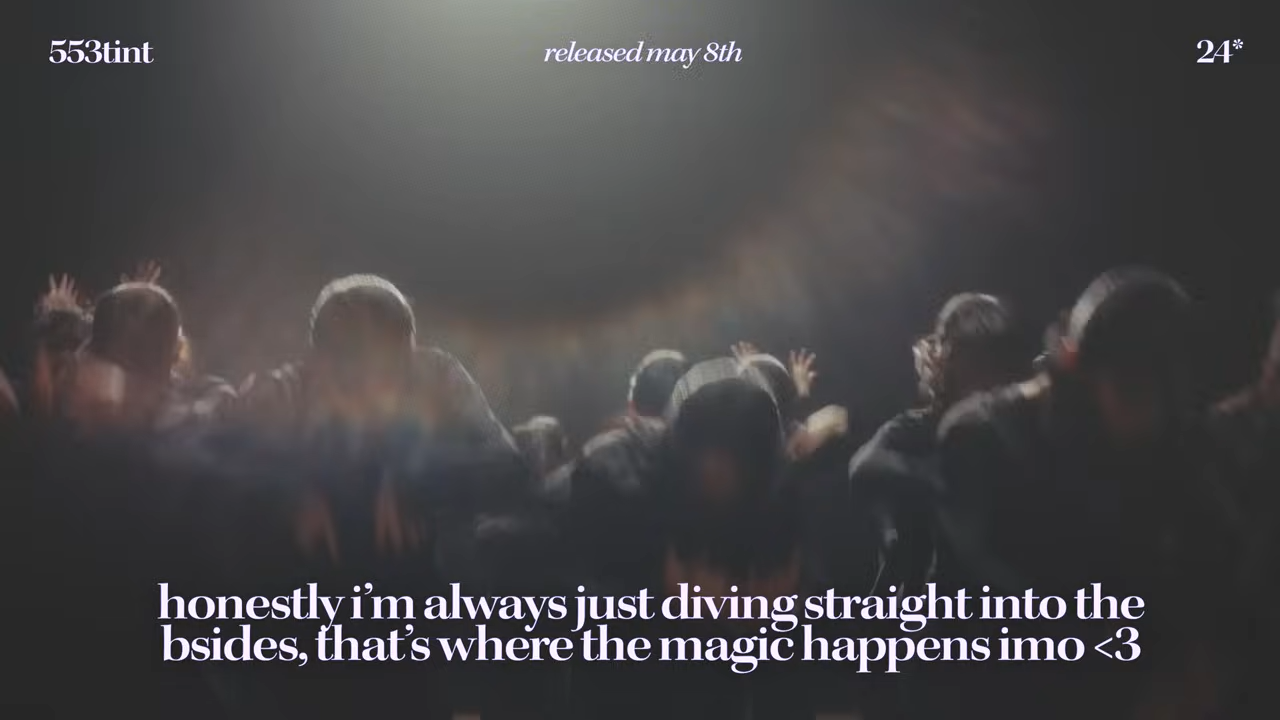 553tint
released may 8th
24*
honestly i'm always just diving straight into the
bsides, that's where the magic happens imo <3